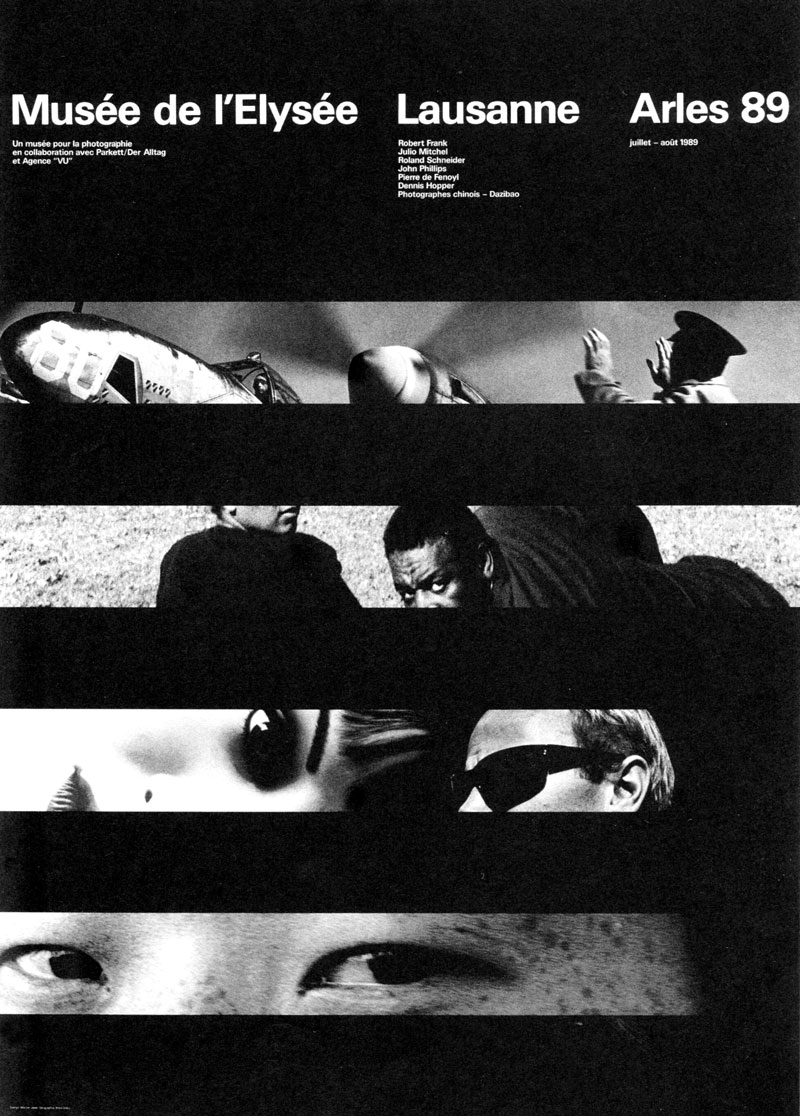 Musée de l'Elysée
Un musée pour la photographie
en collaboration avec Parkett/Der Alltag
et Agence "VU"
Lausanne
Robert Frank
Julio Mitchel
Roland Schneider
John Phillips
Pierre de Fenoyl
Dennis Hopper
Photographes chinois – Dazibao
Arles 89
juillet – août 1989